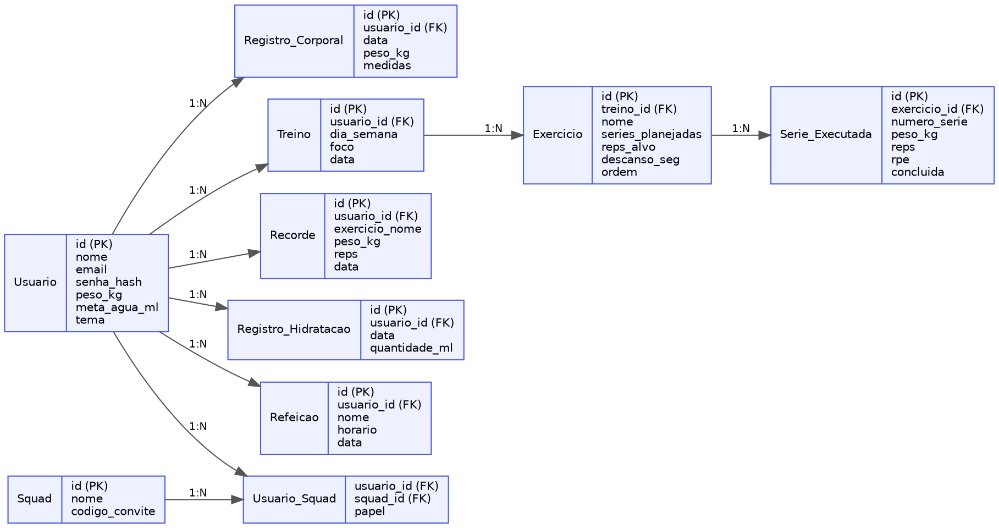 Registro_Corporal
id (PK)
usuario_id (FK)
data
peso_kg
medidas
1:N
Treino
id (PK)
usuario_id (FK)
dia_semana
foco
data
1:N
1:N
Exercicio
id (PK)
treino_id (FK)
nome
series_planejadas
reps_alvo
descanso_seg
ordem
1:N
Serie_Executada
id (PK)
exercicio_id (FK)
numero_serie
peso_kg
reps
rpe
concluida
Recorde
id (PK)
usuario_id (FK)
exercicio_nome
peso_kg
reps
data
1:N
Usuario
id (PK)
nome
email
senha_hash
peso_kg
meta_agua_ml
tema
1:N
Registro_Hidratacao
id (PK)
usuario_id (FK)
data
quantidade_ml
1:N
Refeicao
id (PK)
usuario_id (FK)
nome
horario
data
1:N
Squad
id (PK)
nome
codigo_convite
1:N
Usuario_Squad
usuario_id (FK)
squad_id (FK)
papel